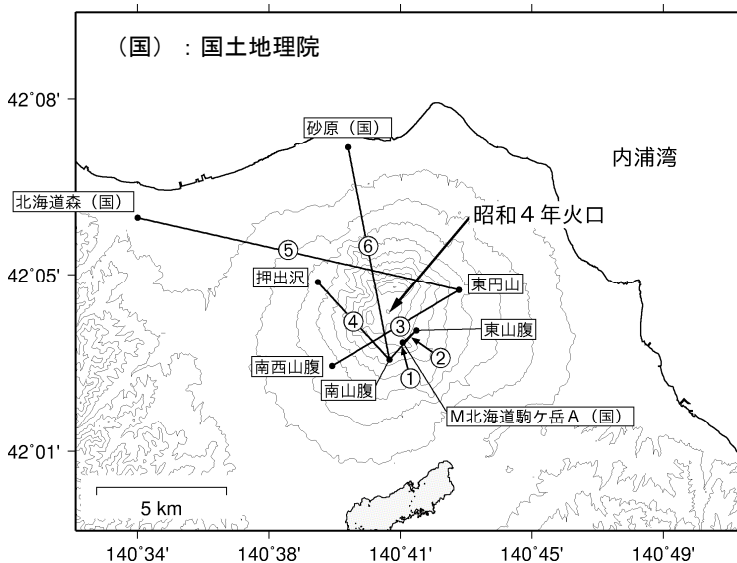 （国）：国土地理院
42°08'
砂原（国）
内浦湾
北海道森（国）
昭和４年火口
⑤
⑥
42°05'
押出沢
東円山
④
③
東山腹
南西山腹
②
南山腹
①
Ｍ北海道駒ケ岳Ａ（国）
42°01'
5 km
140°34'
140°38'
140°41'
140°45'
140°49'